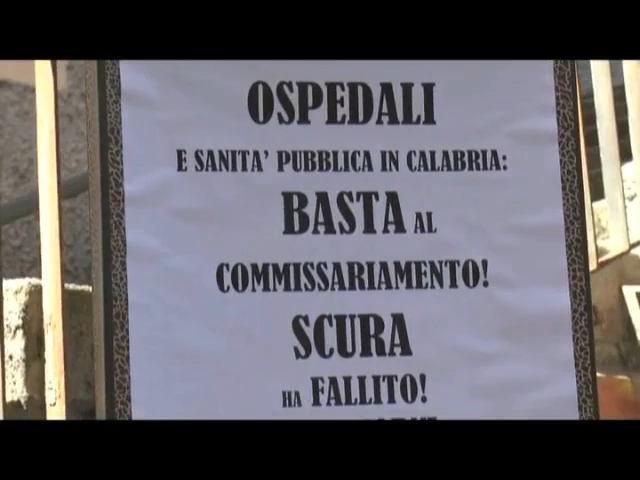 OSPEDALI
E SANITA' PUBBLICA IN CALABRIA:
BASTA AL
COMMISSARIAMENTO!
SCURA
HA FALLITO!